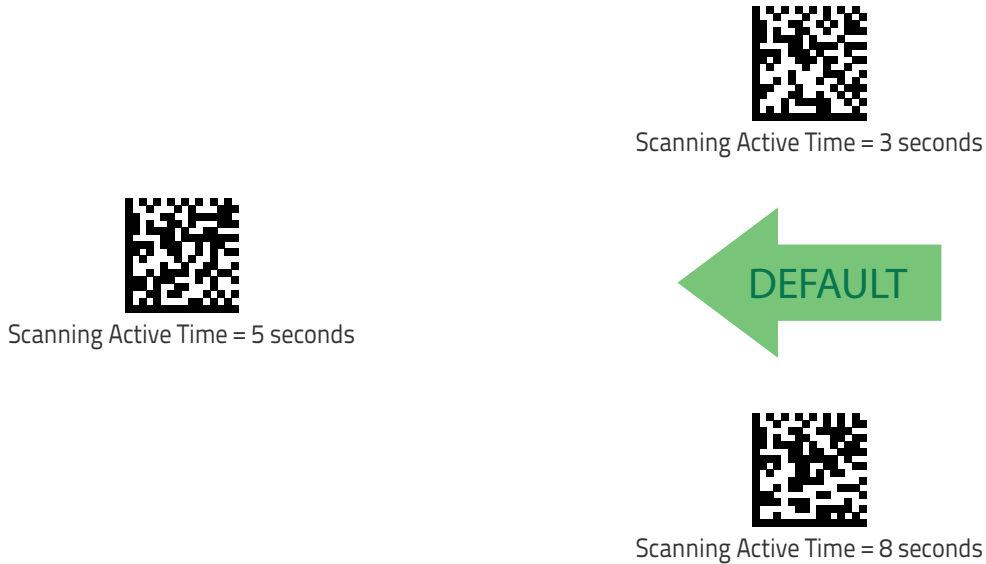 Scanning Active Time = 3 seconds
Scanning Active Time = 5 seconds
DEFAULT
Scanning Active Time = 8 seconds